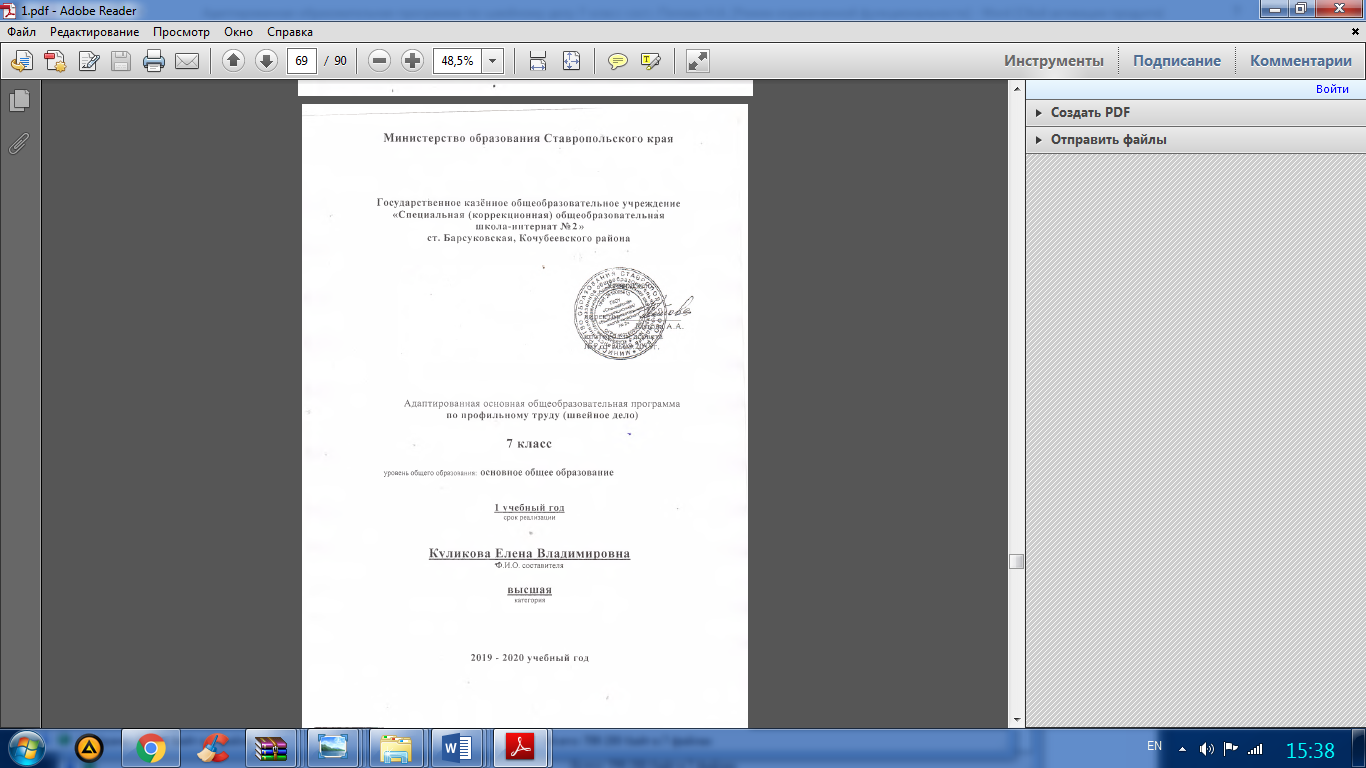 1.pdf - Adobe Reader
Файл Редактирование Просмотр Окно Справка
69 / 90 48,5% Инструменты Подписание Комментарии
Войти
Создать PDF
Отправить файлы
Министерство образования Ставропольского края
Государственное казённое общеобразовательное учреждение
«Специальная (коррекционная) общеобразовательная
школа-интернат №2»
ст. Барсуковская, Кочубеевского района
А.А.
Адаптированная основная общеобразовательная программа
по профильному труду (швейное дело)
7 класс
уровень общего образования: основное общее образование
1 учебный год
срок реализации
Куликова Елена Владимировна
Ф.И.О. составителя
высшая
категория
2019 - 2020 учебный год
EN 15:38